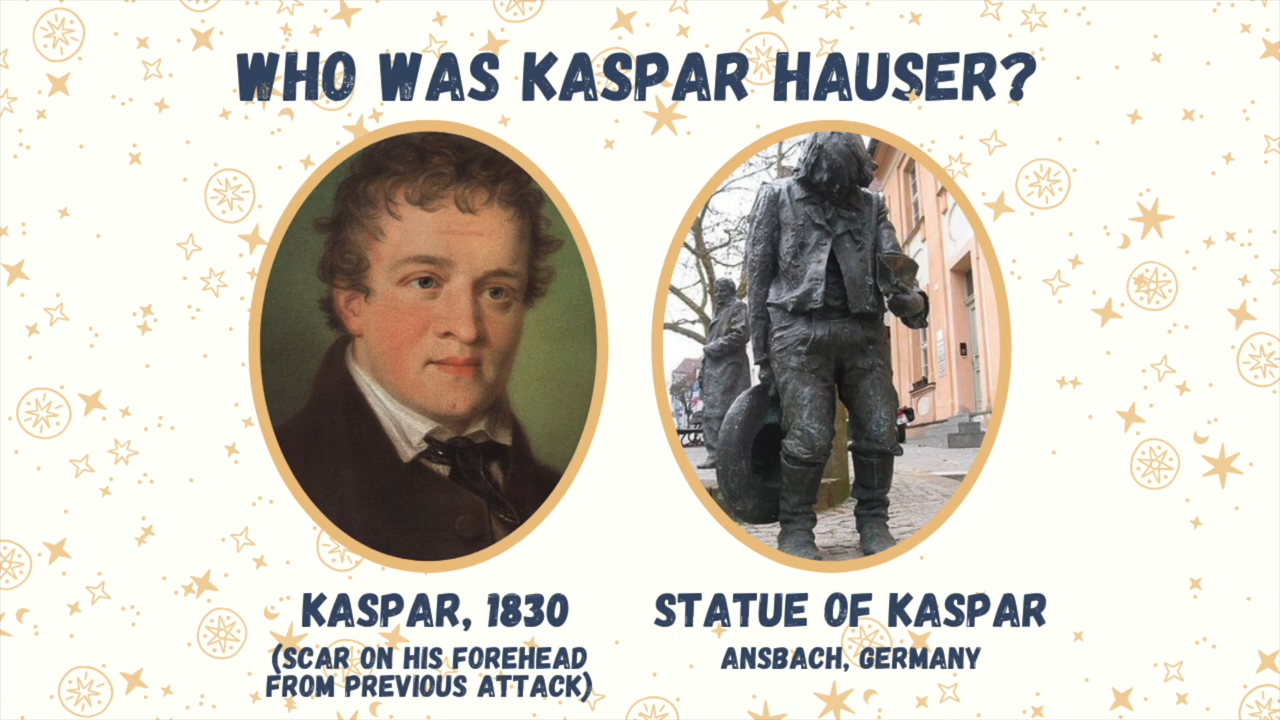 WHO WAS KASPAR HAUSER?
KASPAR, 1830
(SCAR ON HIS FOREHEAD
FROM PREVIOUS ATTACK)
STATUE OF KASPAR
ANSBACH, GERMANY